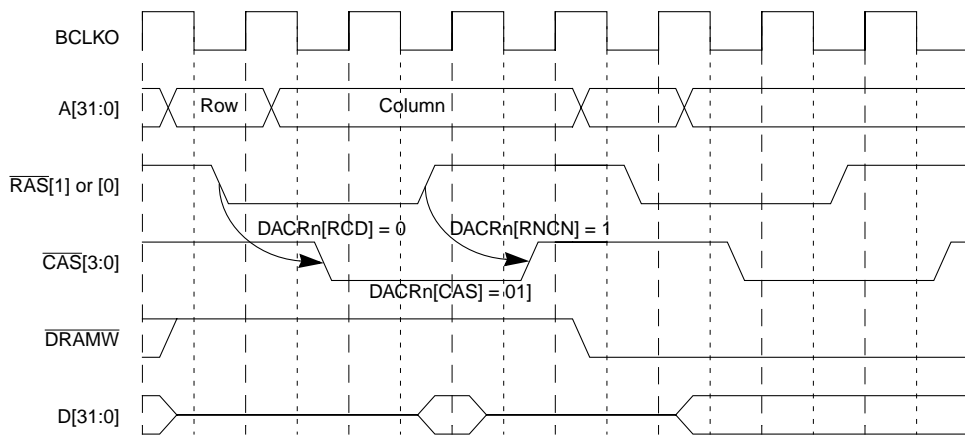 BCLKO
A[31:0]
Row
Column
RAS[1] or [0]
DACRn[RCD] = 0
DACRn[RNCN] = 1
CAS[3:0]
DACRn[CAS] = 01]
DRAMW
D[31:0]